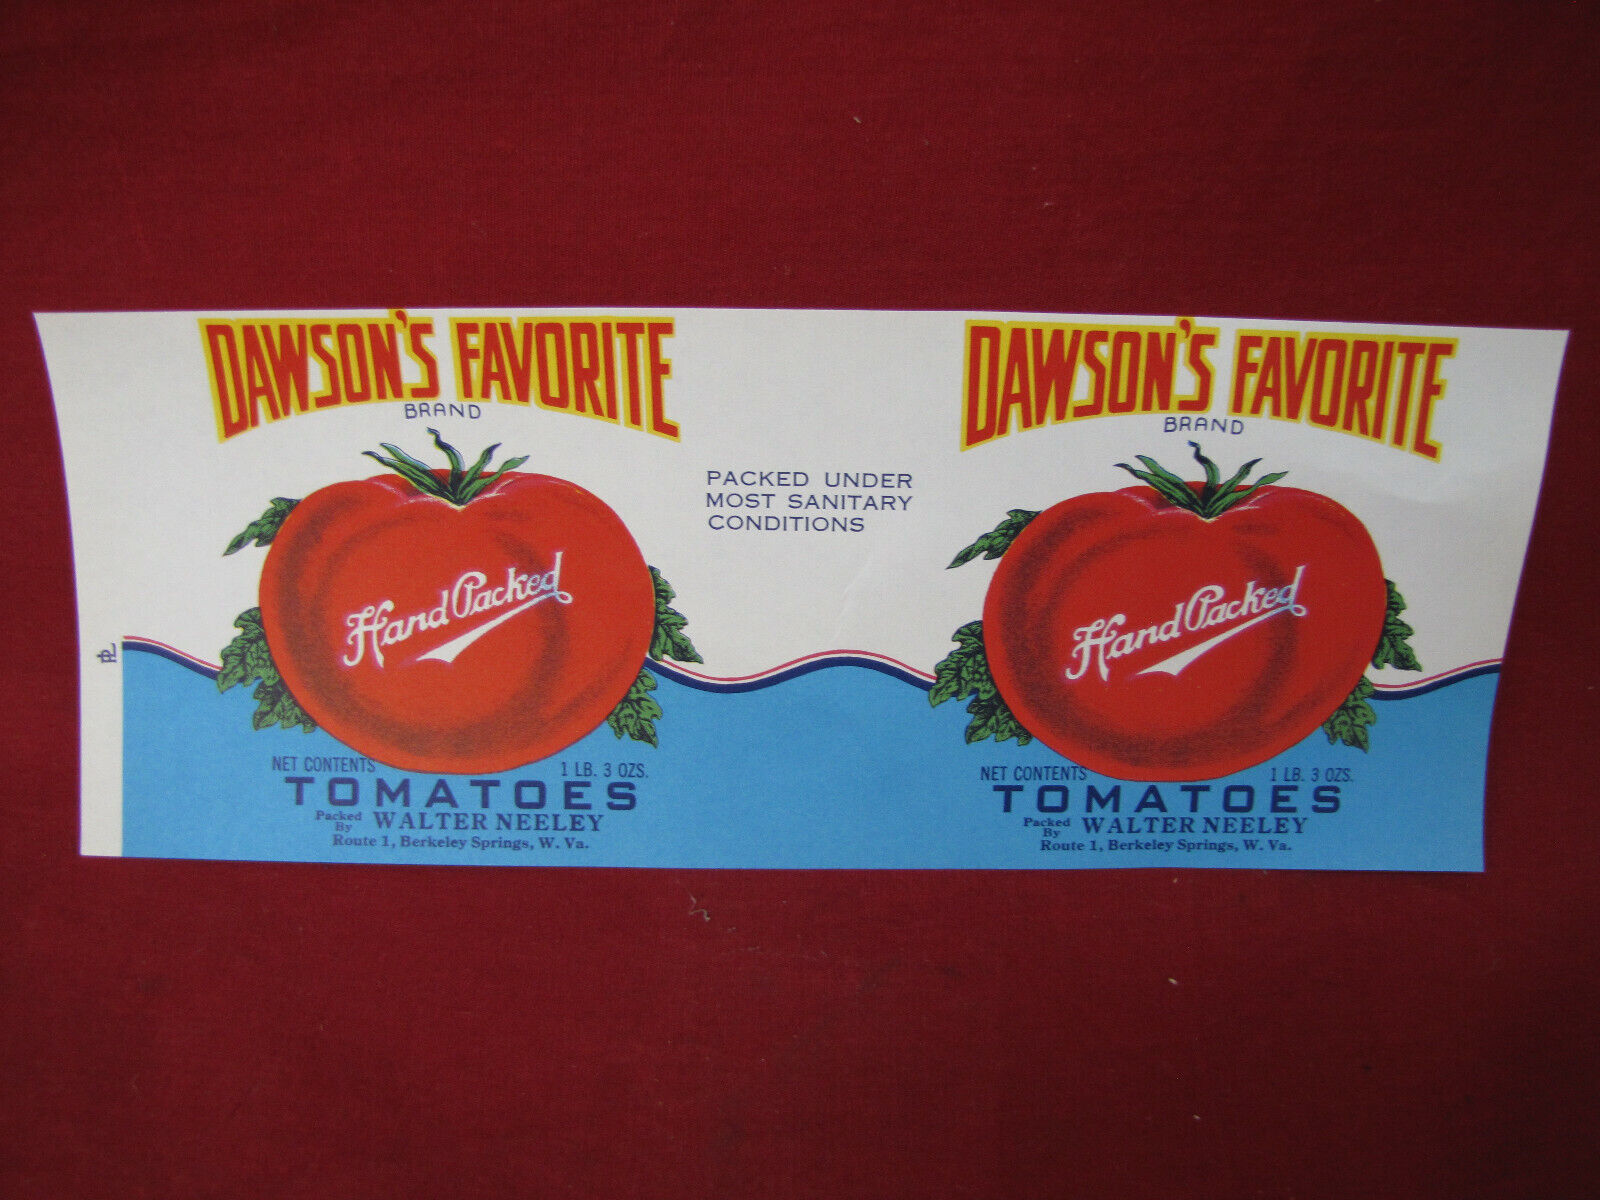 DAWSON'S FAVORITE
BRAND
Hand Packed
NET CONTENTS 1 LB. 3 OZS.
TOMATOES
Packed By WALTER NEELEY
Route 1, Berkeley Springs, W. Va.
PACKED UNDER
MOST SANITARY
CONDITIONS
DAWSON'S FAVORITE
BRAND
Hand Packed
NET CONTENTS 1 LB. 3 OZS.
TOMATOES
Packed By WALTER NEELEY
Route 1, Berkeley Springs, W. Va.